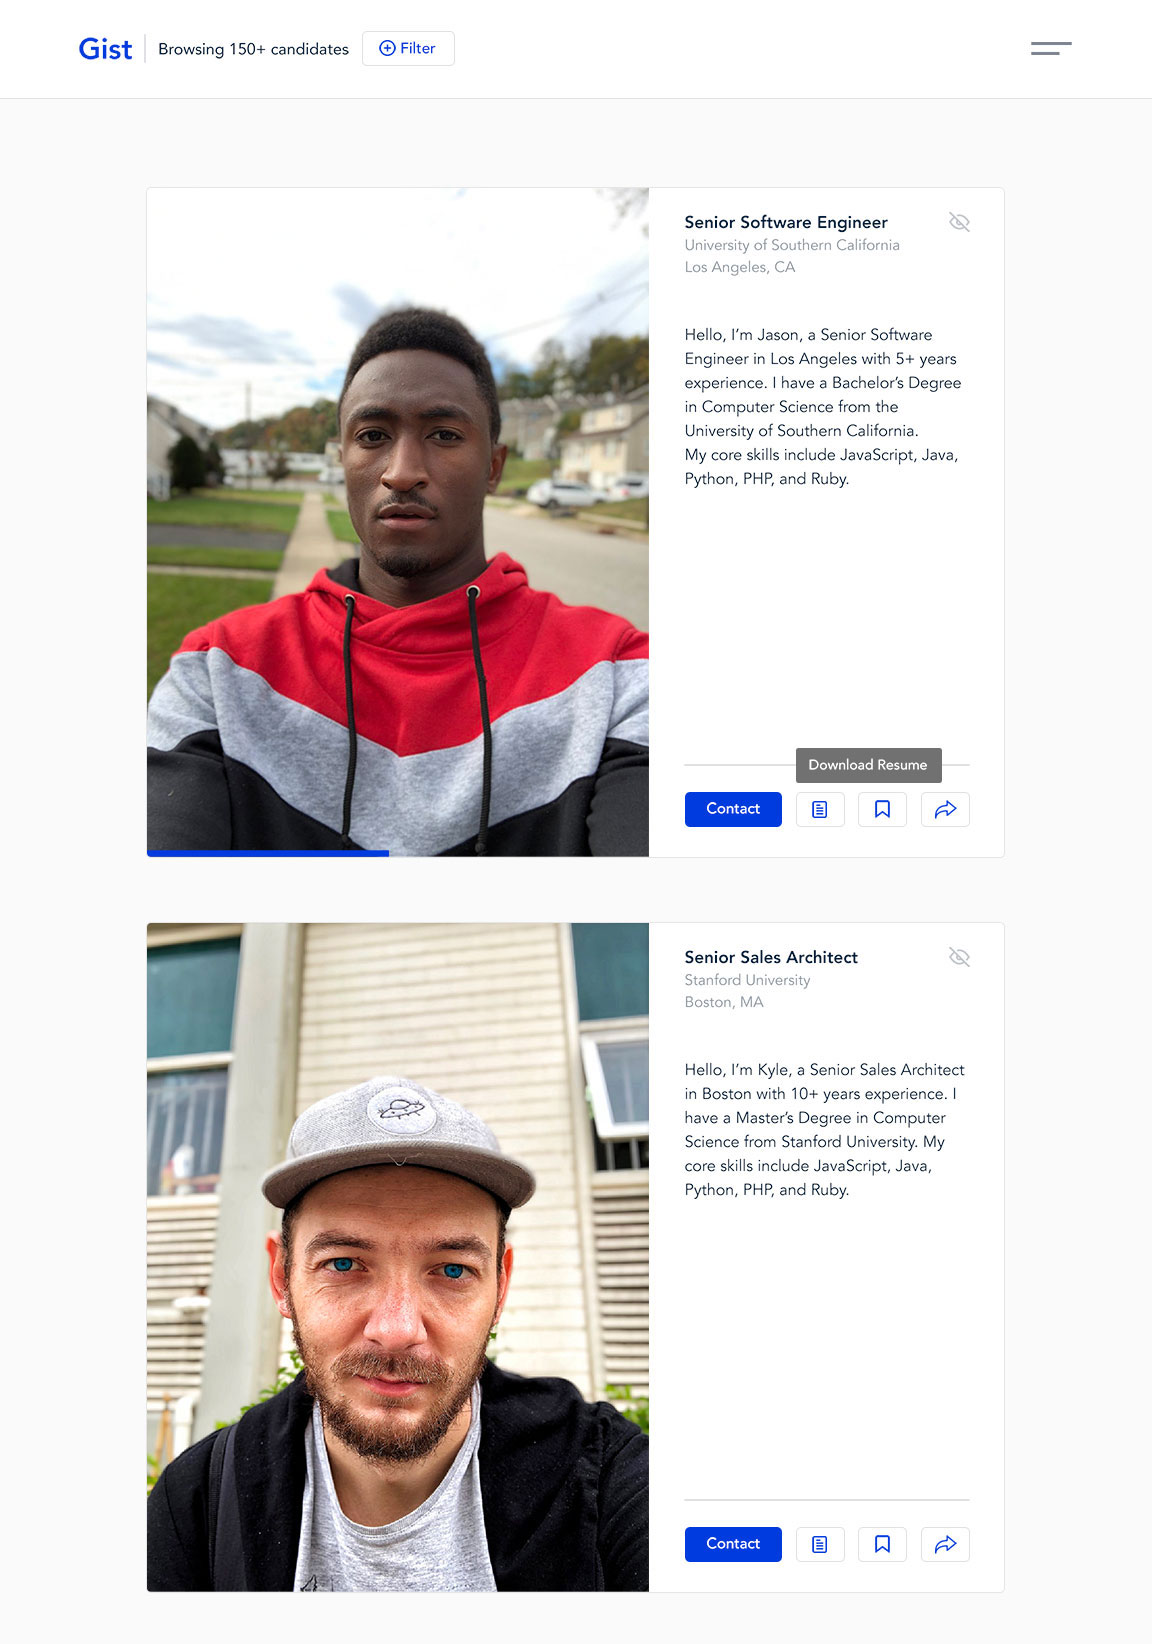 Gist
Browsing 150+ candidates
Filter
Senior Software Engineer
University of Southern California
Los Angeles, CA
Hello, I’m Jason, a Senior Software
Engineer in Los Angeles with 5+ years
experience. I have a Bachelor’s Degree
in Computer Science from the
University of Southern California.
My core skills include JavaScript, Java,
Python, PHP, and Ruby.
Download Resume
Contact
Senior Sales Architect
Stanford University
Boston, MA
Hello, I’m Kyle, a Senior Sales Architect
in Boston with 10+ years experience. I
have a Master’s Degree in Computer
Science from Stanford University. My
core skills include JavaScript, Java,
Python, PHP, and Ruby.
Contact